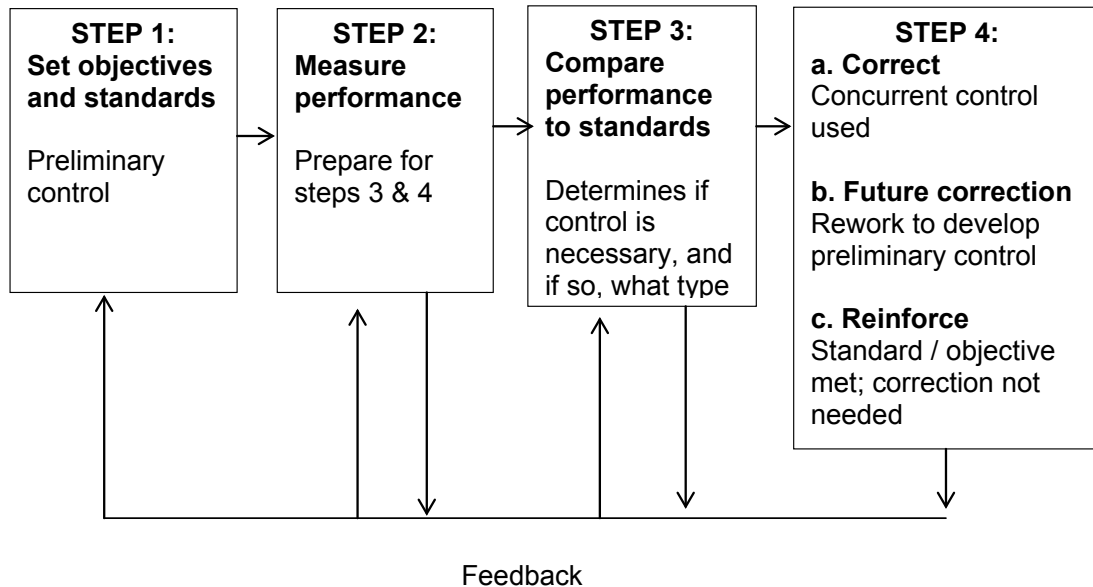 STEP 1:
Set objectives
and standards
Preliminary
control
STEP 2:
Measure
performance
Prepare for
steps 3 & 4
STEP 3:
Compare
performance
to standards
Determines if
control is
necessary, and
if so, what type
STEP 4:
a. Correct
Concurrent control
used
b. Future correction
Rework to develop
preliminary control
c. Reinforce
Standard / objective
met; correction not
needed
Feedback